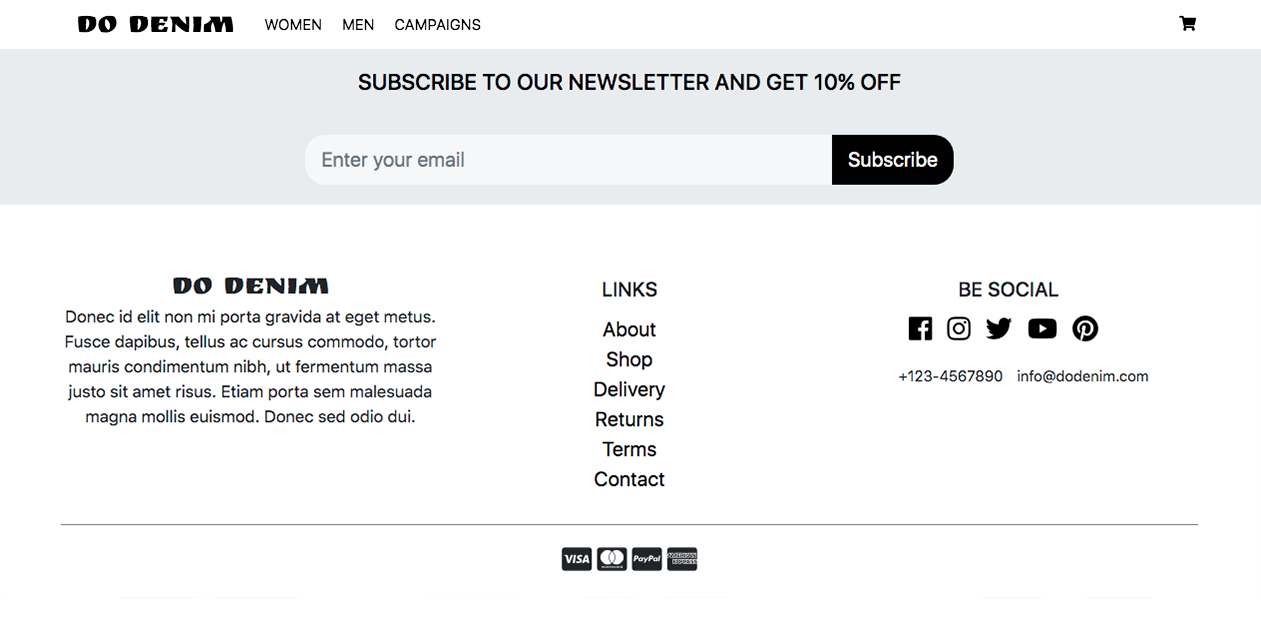 DO DENIM WOMEN MEN CAMPAIGNS
SUBSCRIBE TO OUR NEWSLETTER AND GET 10% OFF
Enter your email Subscribe
DO DENIM
Donec id elit non mi porta gravida at eget metus.
Fusce dapibus, tellus ac cursus commodo, tortor
mauris condimentum nibh, ut fermentum massa
justo sit amet risus. Etiam porta sem malesuada
magna mollis euismod. Donec sed odio dui.
LINKS
About
Shop
Delivery
Returns
Terms
Contact
BE SOCIAL
+123-4567890 info@dodenim.com
VISA mastercard PayPal AMERICAN EXPRESS